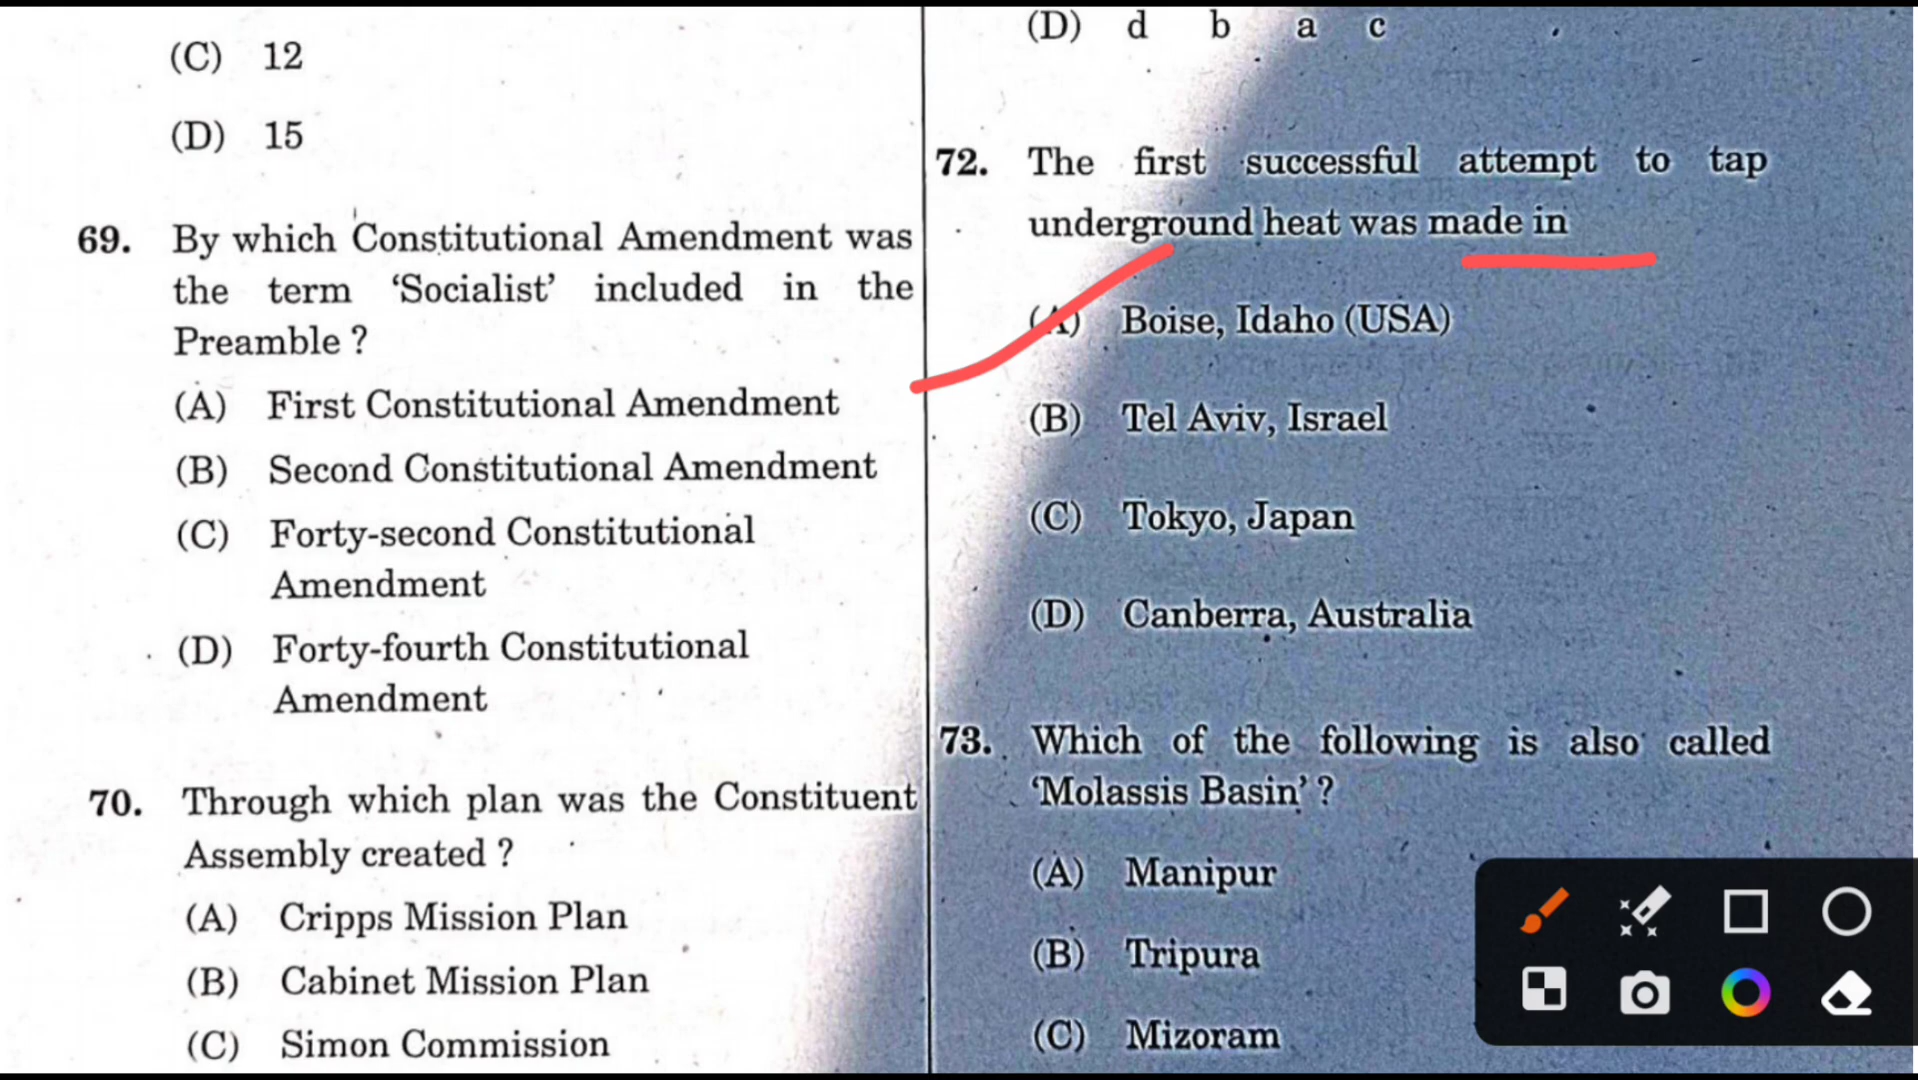 (C) 12
(D) 15
69. By which Constitutional Amendment was
the term ‘Socialist’ included in the
Preamble ?
(A) First Constitutional Amendment
(B) Second Constitutional Amendment
(C) Forty-second Constitutional
Amendment
(D) Forty-fourth Constitutional
Amendment
70. Through which plan was the Constituent
Assembly created ?
(A) Cripps Mission Plan
(B) Cabinet Mission Plan
(C) Simon Commission
(D) d b a c
72. The first successful attempt to tap
underground heat was made in
(A) Boise, Idaho (USA)
(B) Tel Aviv, Israel
(C) Tokyo, Japan
(D) Canberra, Australia
73. Which of the following is also called
‘Molassis Basin’ ?
(A) Manipur
(B) Tripura
(C) Mizoram